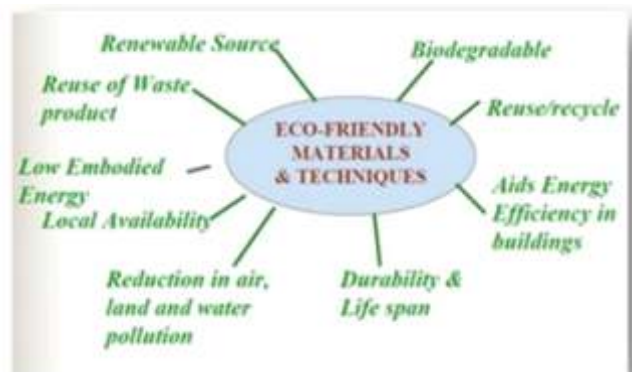 Renewable Source
Biodegradable
Reuse of Waste
product
Reuse/recycle
ECO-FRIENDLY
MATERIALS
& TECHNIQUES
Low Embodied
Energy
Local Availability
Aids Energy
Efficiency in
buildings
Reduction in air,
land and water
pollution
Durability &
Life span